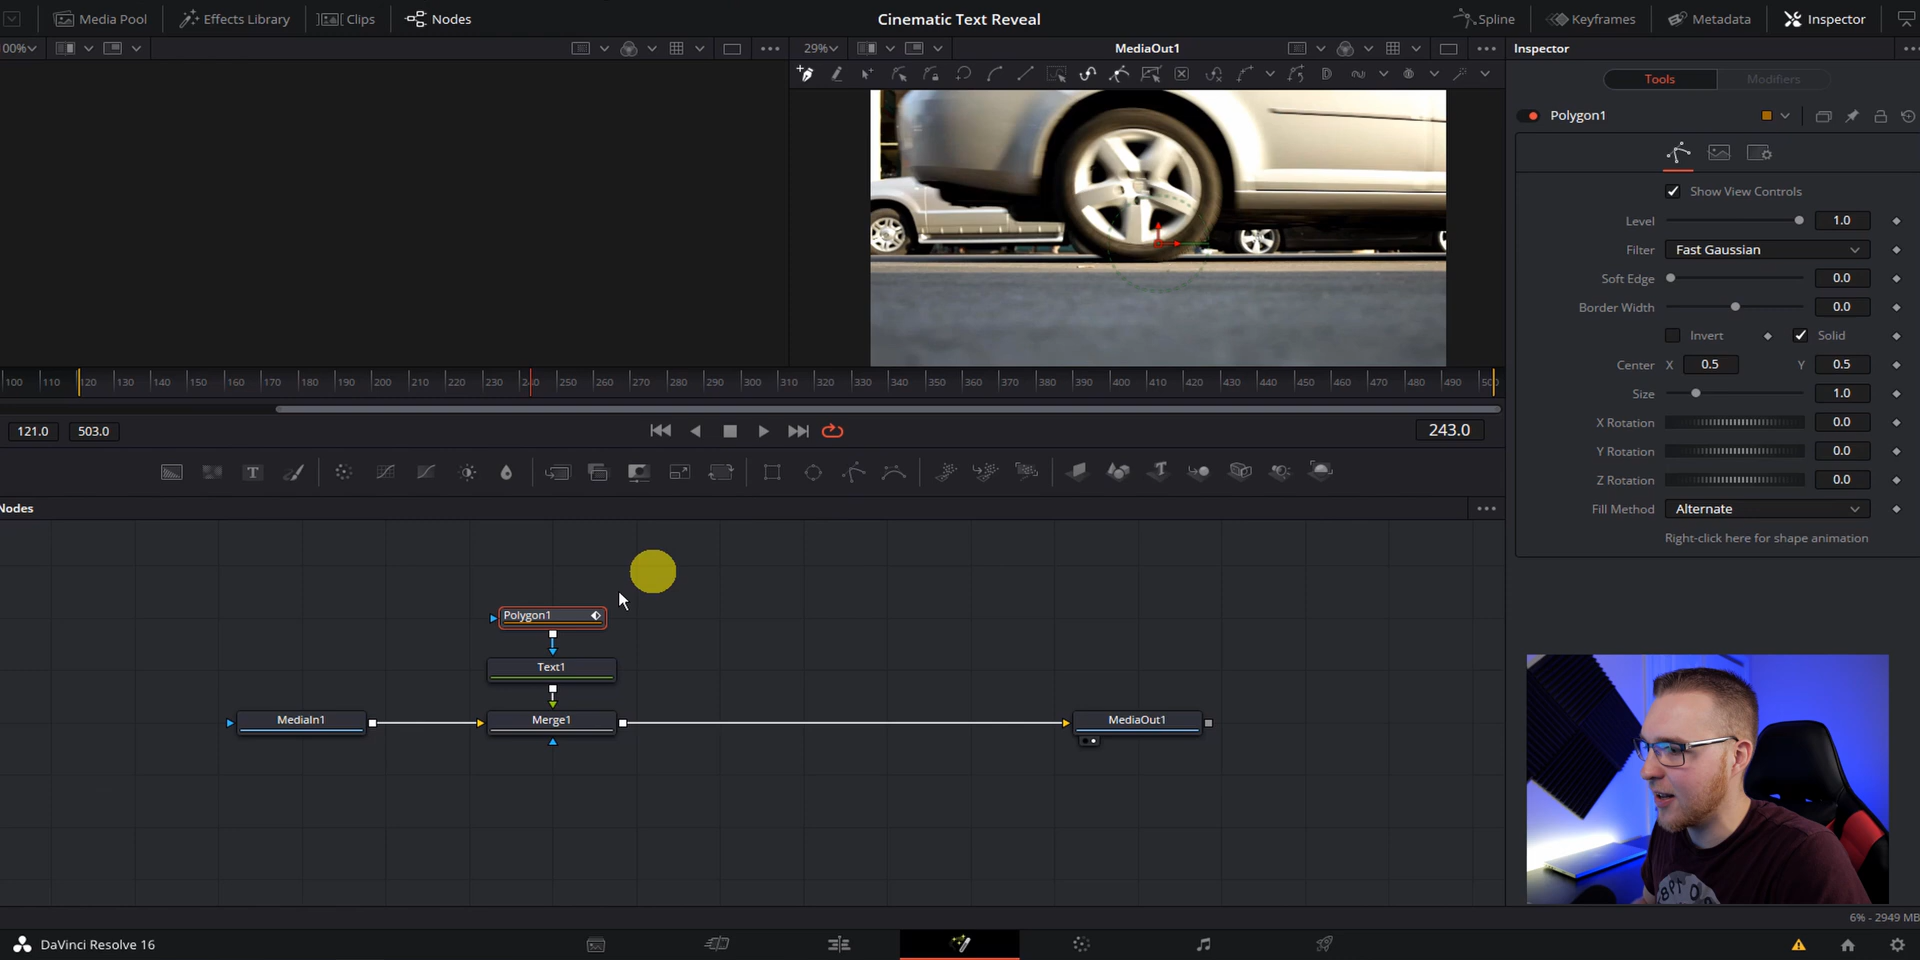 Media Pool Effects Library Clips Nodes Cinematic Text Reveal Spline Keyframes Metadata Inspector
00% 29% MediaOut1 Inspector
Tools Modifiers
Polygon1
Show View Controls
Level 1.0
Filter Fast Gaussian
Soft Edge 0.0
Border Width 0.0
Invert Solid
Center X 0.5 Y 0.5
Size 1.0
X Rotation 0.0
Y Rotation 0.0
Z Rotation 0.0
Fill Method Alternate
Right-click here for shape animation
100 110 120 130 140 150 160 170 180 190 200 210 220 230 240 250 260 270 280 290 300 310 320 330 340 350 360 370 380 390 400 410 420 430 440 450 460 470 480 490 50
121.0 503.0 243.0
Nodes
Polygon1
Text1
MediaIn1 Merge1 MediaOut1
6% - 2949 MB
DaVinci Resolve 16